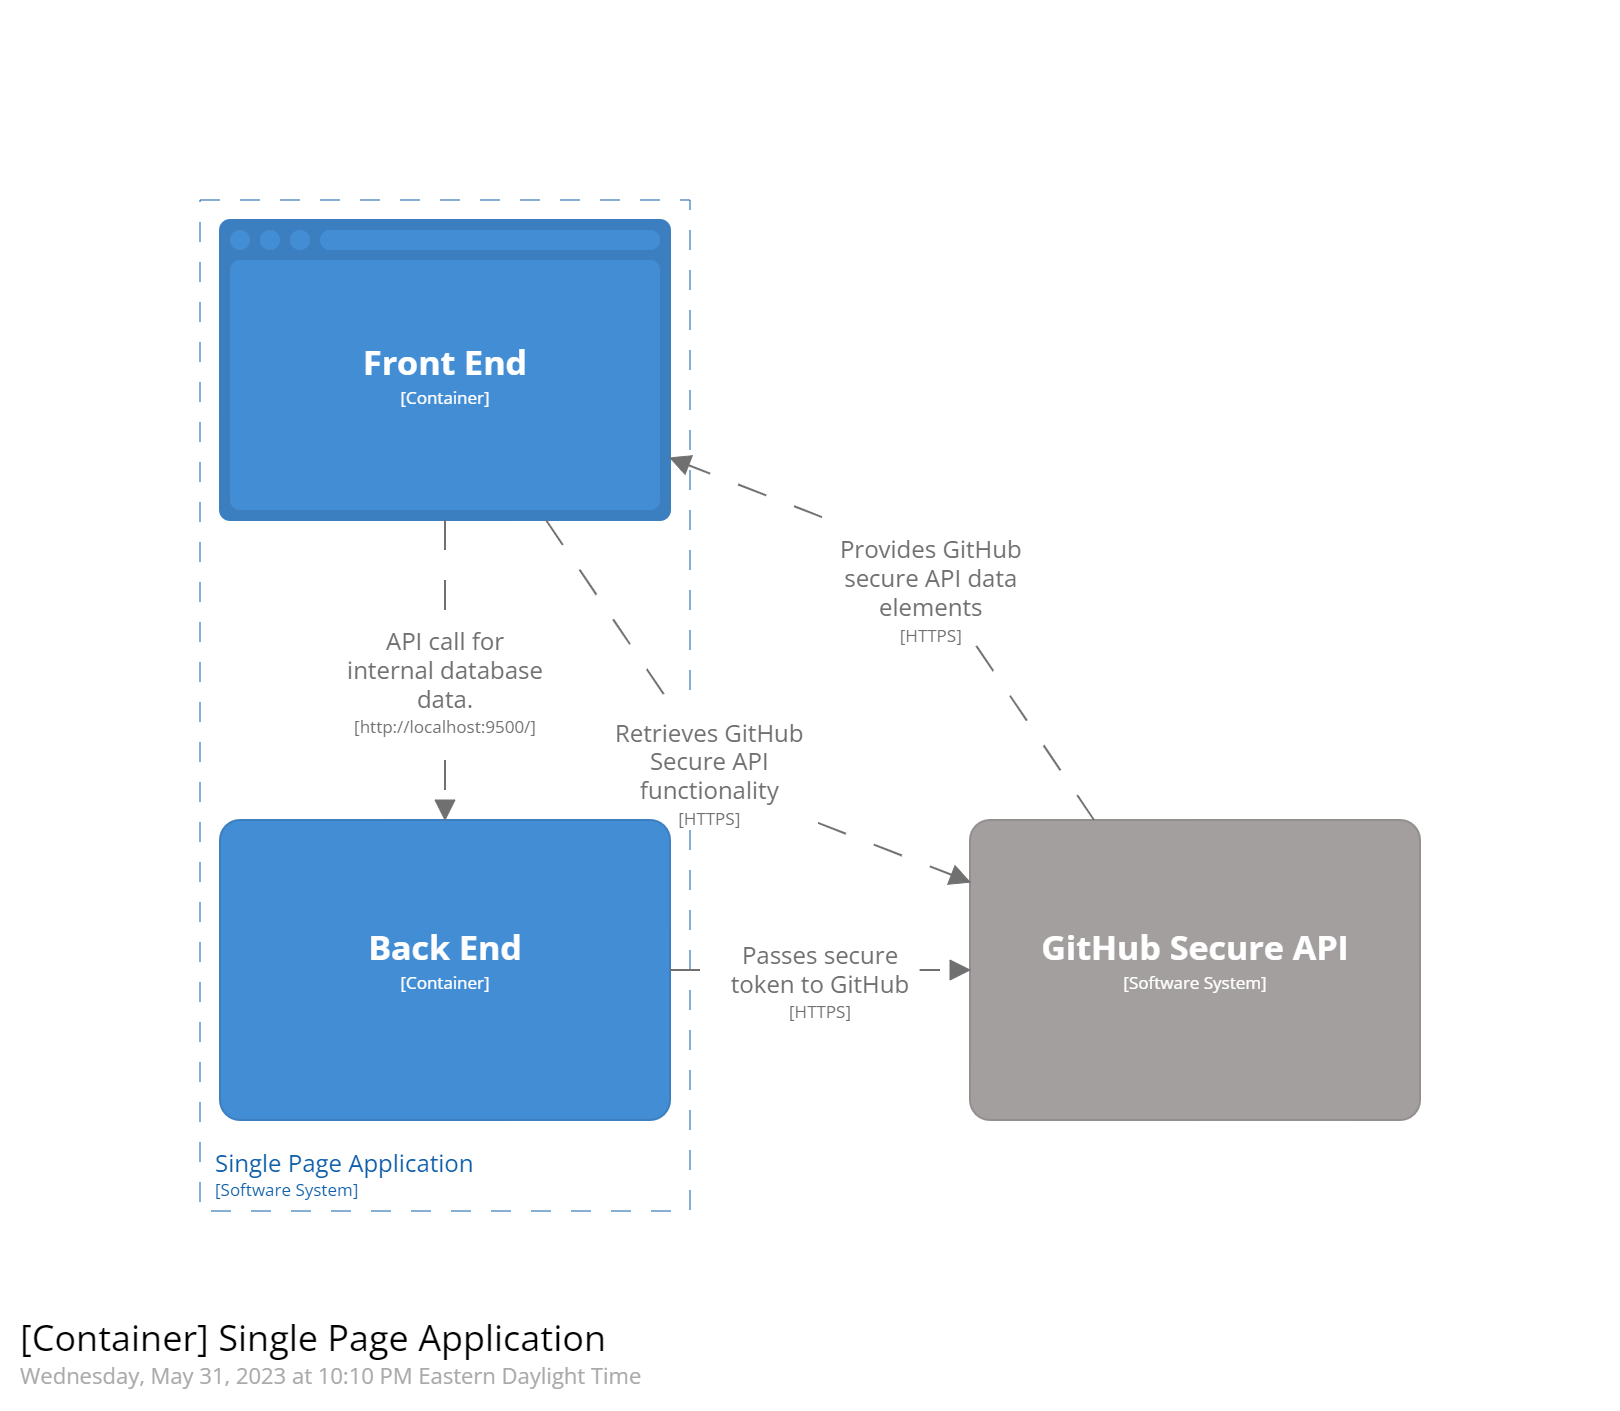 Front End
[Container]
Provides GitHub
secure API data
elements
[HTTPS]
API call for
internal database
data.
[http://localhost:9500/]
Retrieves GitHub
Secure API
functionality
[HTTPS]
Back End
[Container]
Passes secure
token to GitHub
[HTTPS]
GitHub Secure API
[Software System]
Single Page Application
[Software System]
[Container] Single Page Application
Wednesday, May 31, 2023 at 10:10 PM Eastern Daylight Time